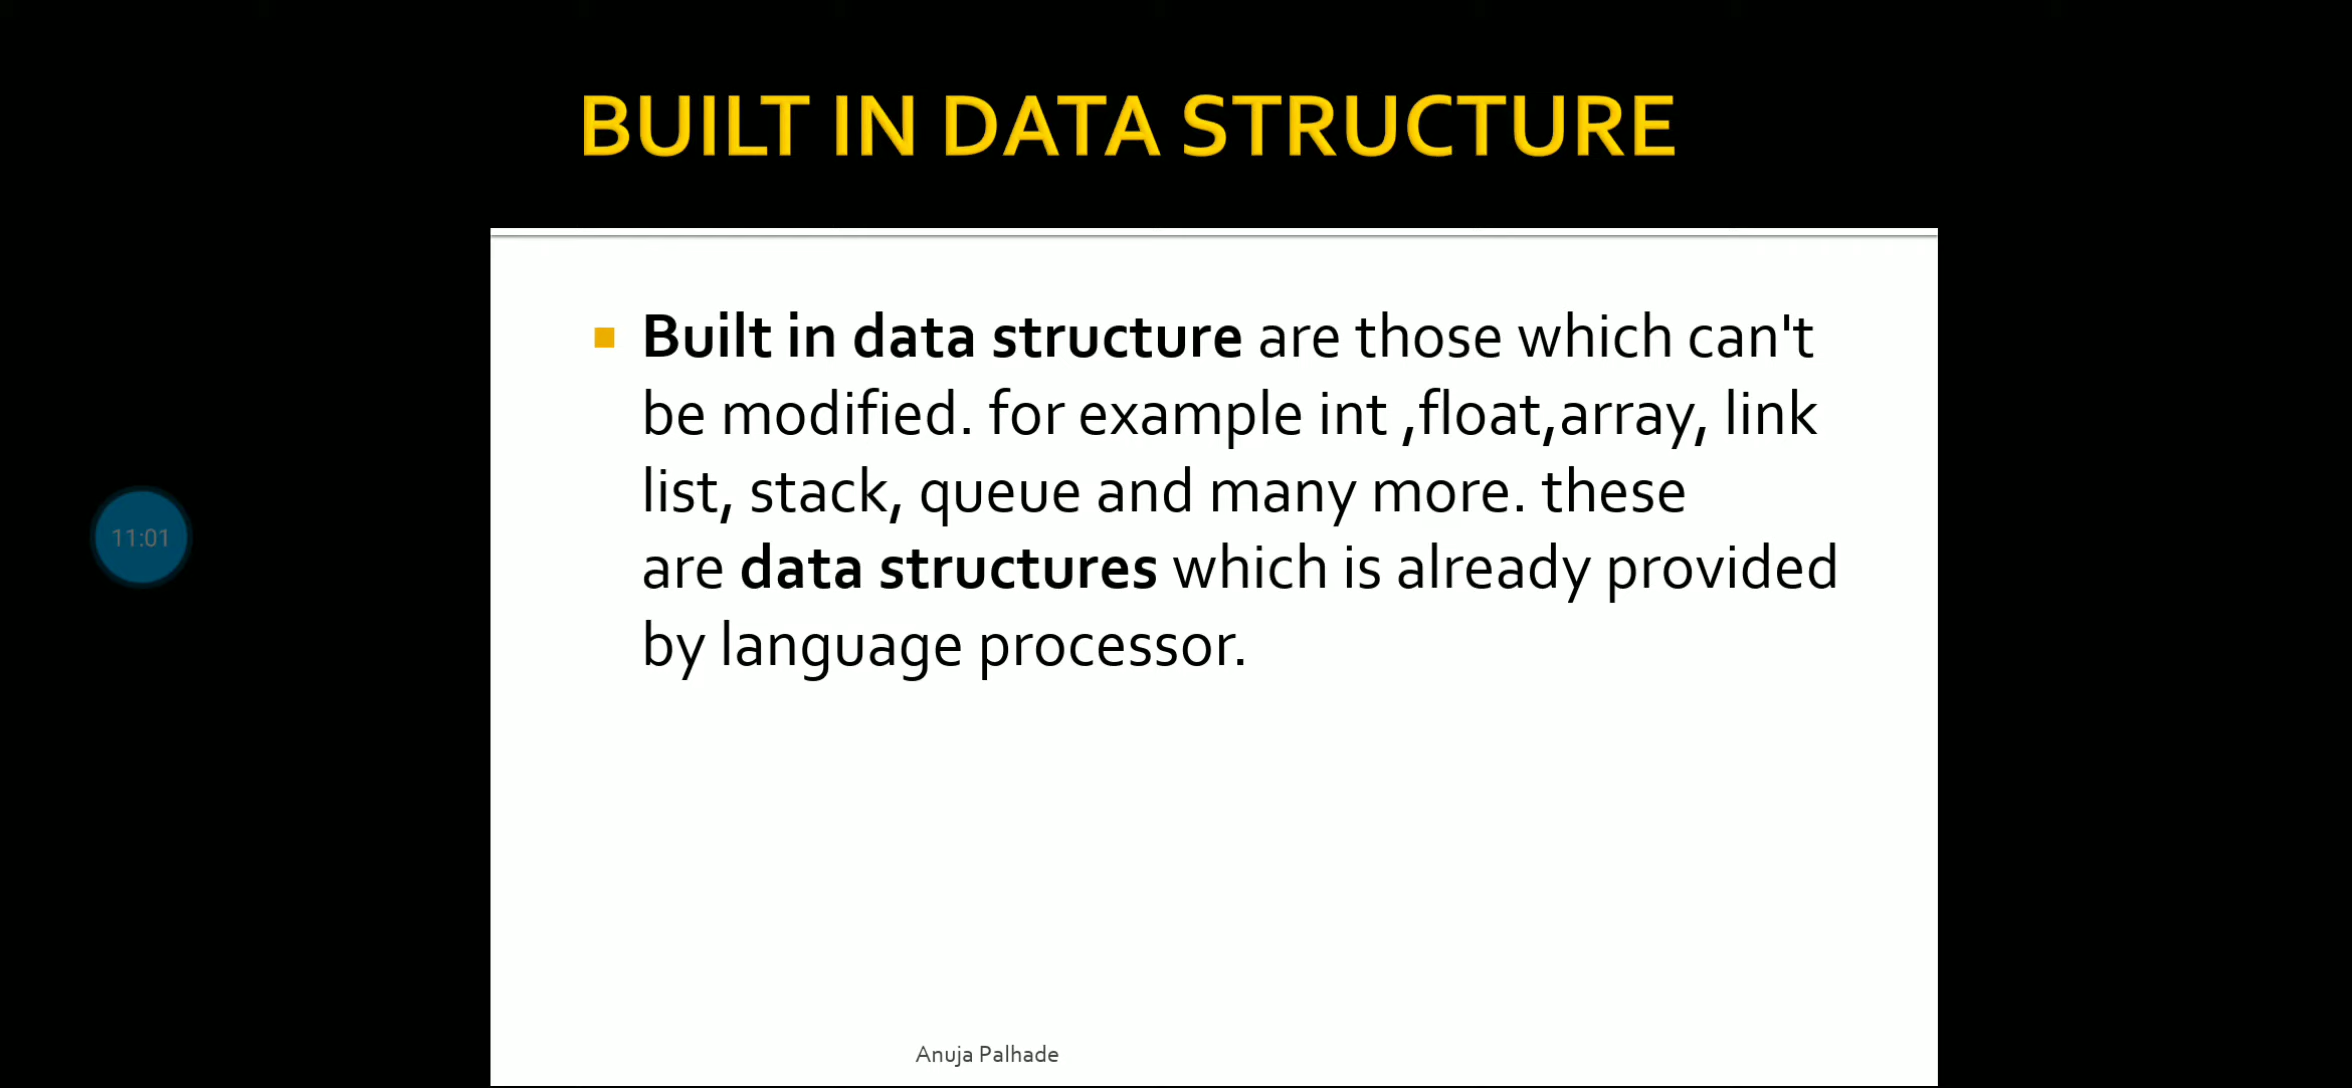 BUILT IN DATA STRUCTURE
Built in data structure are those which can't
be modified. for example int ,float,array, link
list, stack, queue and many more. these
are data structures which is already provided
by language processor.
11:01
Anuja Palhade